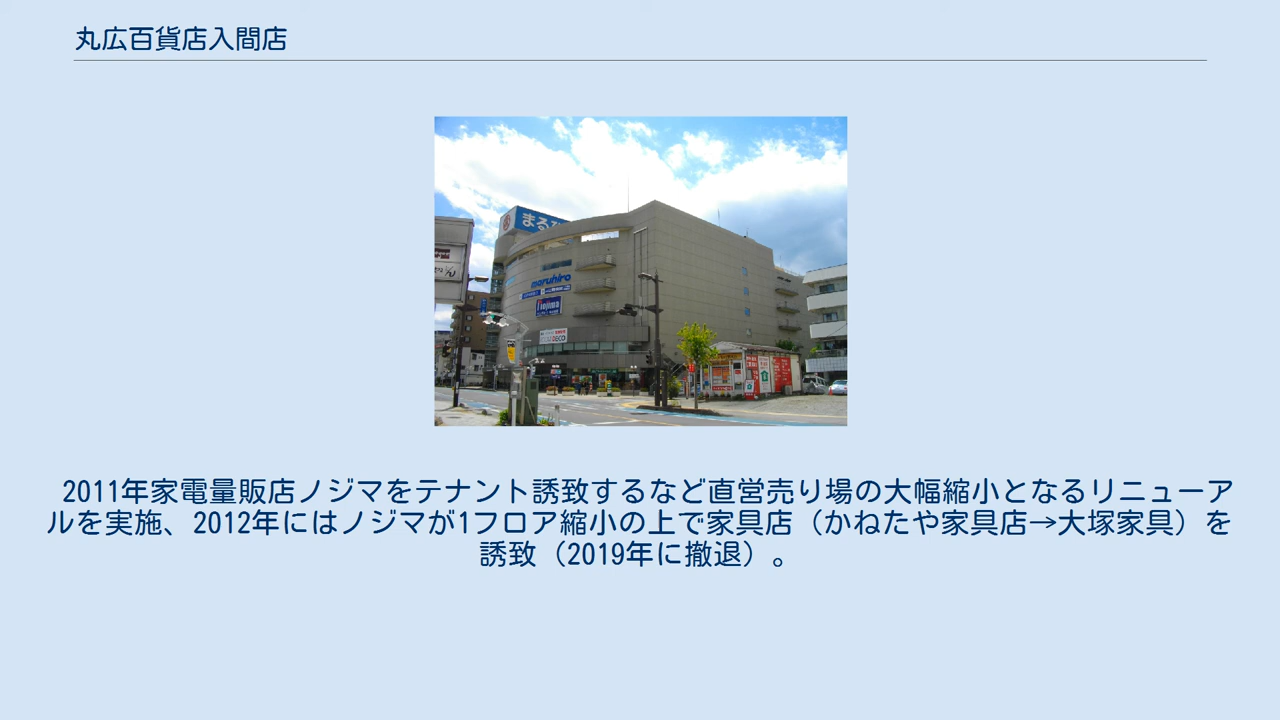 丸広百貨店入間店
まるひ
maruhiro
Nojima
2011年家電量販店ノジマをテナント誘致するなど直営売り場の大幅縮小となるリニューア
ルを実施、2012年にはノジマが1フロア縮小の上で家具店（かねたや家具店→大塚家具）を
誘致（2019年に撤退）。